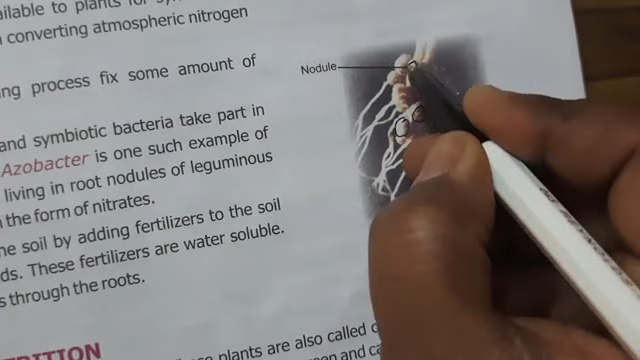 ailable to plants for
converting atmospheric nitrogen
ng process fix some amount of
Nodule
and symbiotic bacteria take part in
Azobacter is one such example of
living in root nodules of leguminous
the form of nitrates.
he soil by adding fertilizers to the soil
ds. These fertilizers are water soluble.
s through the roots.
RITION
plants are also called